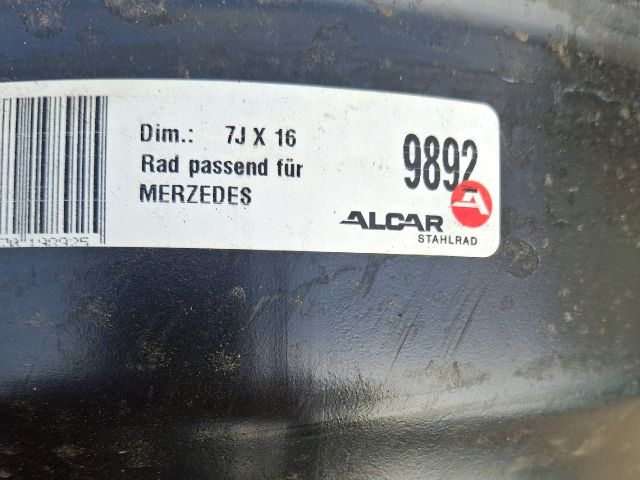 Dim.: 7J X 16
Rad passend für
MERZEDES
9892
ALCAR
STAHLRAD